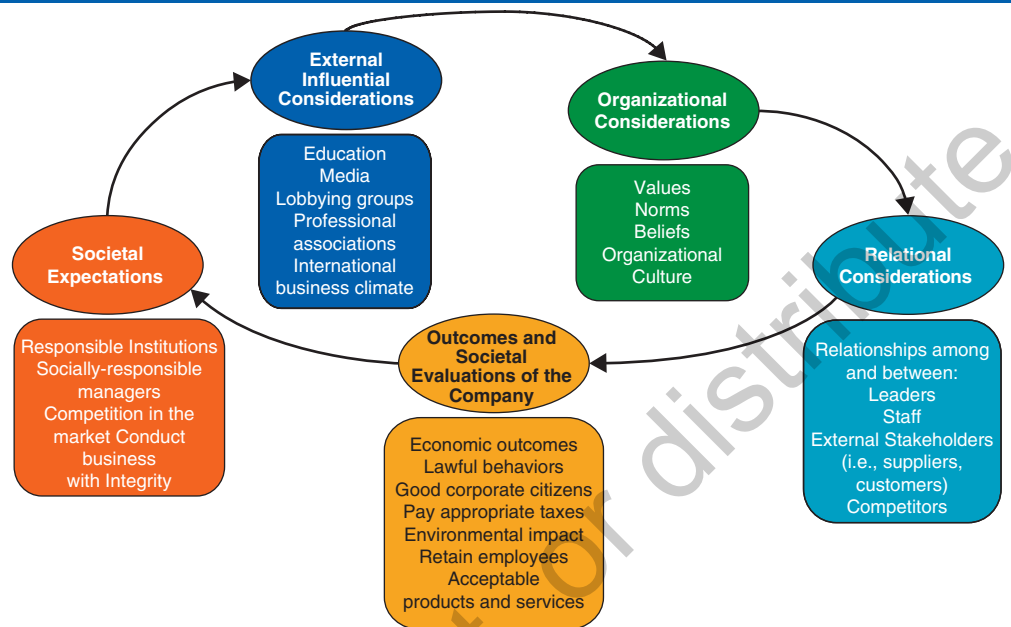 External
Influential
Considerations
Education
Media
Lobbying groups
Professional
associations
International
business climate
Organizational
Considerations
Values
Norms
Beliefs
Organizational
Culture
Societal
Expectations
Responsible Institutions
Socially-responsible
managers
Competition in the
market Conduct
business
with Integrity
Relational
Considerations
Relationships among
and between:
Leaders
Staff
External Stakeholders
(i.e., suppliers,
customers)
Competitors
Outcomes and
Societal
Evaluations of the
Company
Economic outcomes
Lawful behaviors
Good corporate citizens
Pay appropriate taxes
Environmental impact
Retain employees
Acceptable
products and services
or distribute